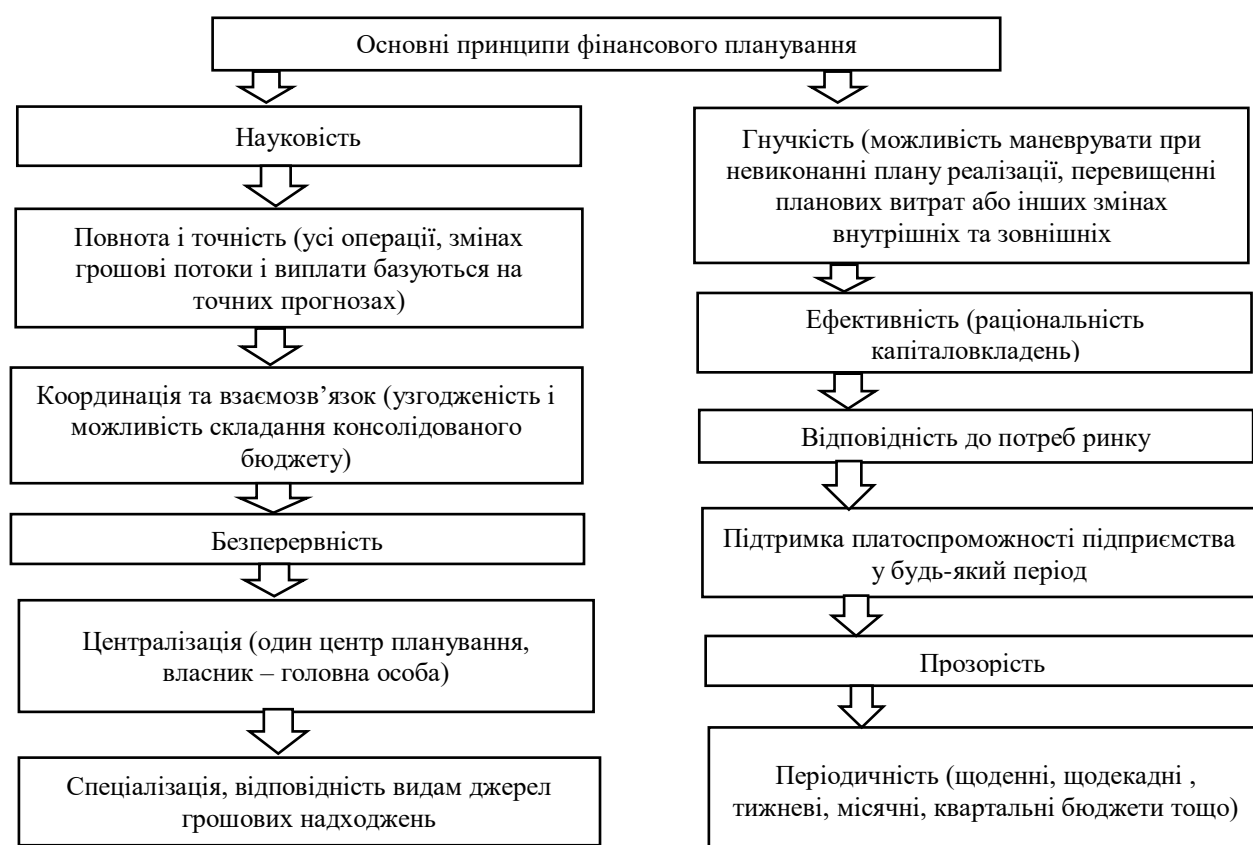 Основні принципи фінансового планування
Науковість
Повнота і точність (усі операції, змінах
грошові потоки і виплати базуються на
точних прогнозах)
Координація та взаємозв’язок (узгодженість і
можливість складання консолідованого
бюджету)
Безперервність
Централізація (один центр планування,
власник – головна особа)
Спеціалізація, відповідність видам джерел
грошових надходжень
Гнучкість (можливість маневрувати при
невиконанні плану реалізації, перевищенні
планових витрат або інших змінах
внутрішніх та зовнішніх
Ефективність (раціональність
капіталовкладень)
Відповідність до потреб ринку
Підтримка платоспроможності підприємства
у будь-який період
Прозорість
Періодичність (щоденні, щодекадні ,
тижневі, місячні, квартальні бюджети тощо)